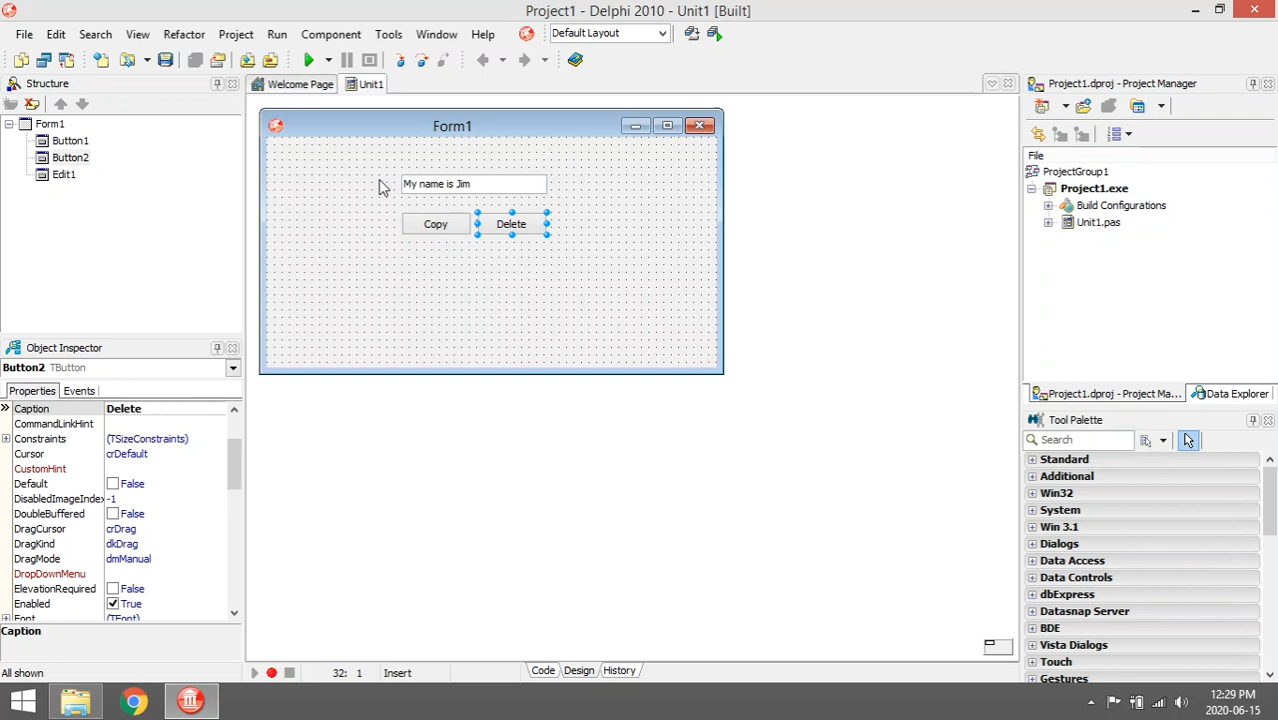 Project1 - Delphi 2010 - Unit1 [Built]
File Edit Search View Refactor Project Run Component Tools Window Help Default Layout
Structure
Form1
Button1
Button2
Edit1
Object Inspector
Button2 TButton
Properties Events
Caption Delete
CommandLinkHint
Constraints (TSizeConstraints)
Cursor crDefault
CustomHint
Default False
DisabledImageIndex -1
DoubleBuffered False
DragCursor crDrag
DragKind dkDrag
DragMode dmManual
DropDownMenu
ElevationRequired False
Enabled True
Font (TFont)
Caption
All shown
Welcome Page Unit1
Form1
My name is Jim
Copy Delete
32: 1 Insert Code Design History
Project1.dproj - Project Manager
File
ProjectGroup1
Project1.exe
Build Configurations
Unit1.pas
Project1.dproj - Project Ma... Data Explorer
Tool Palette
Search
Standard
Additional
Win32
System
Win 3.1
Dialogs
Data Access
Data Controls
dbExpress
Datasnap Server
BDE
Vista Dialogs
Touch
Gestures
12:29 PM
2020-06-15